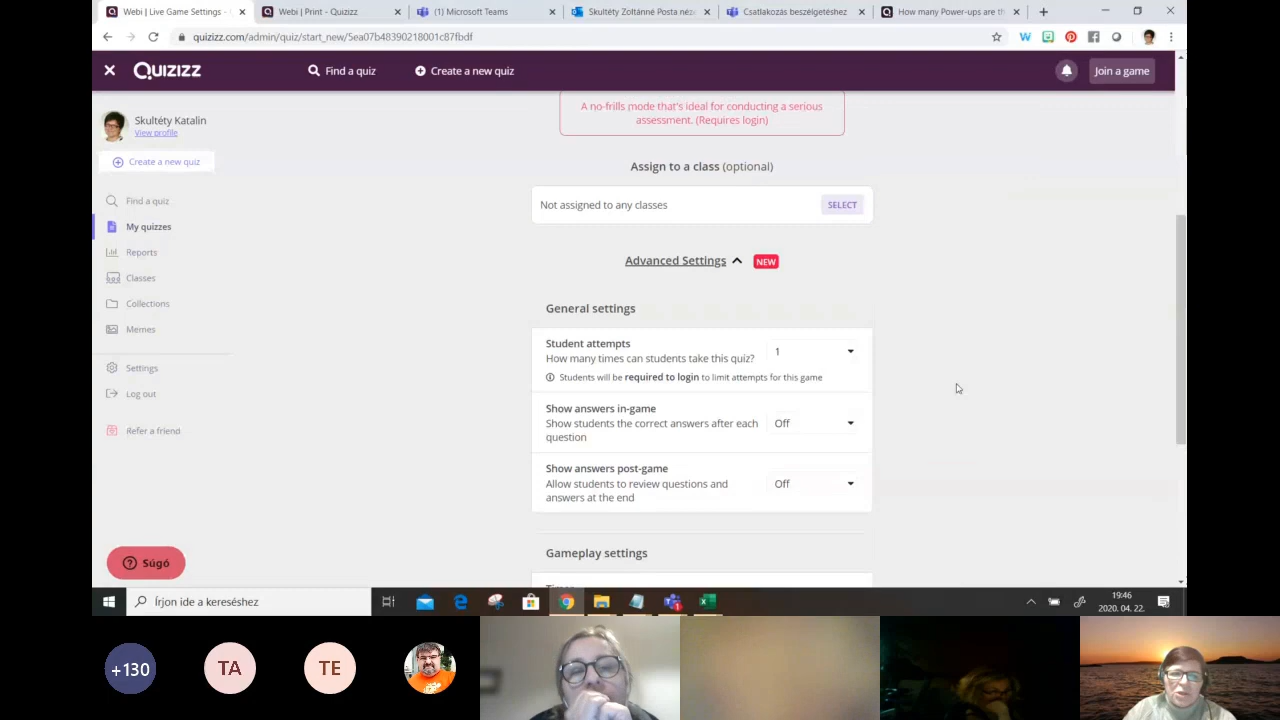 Webi | Live Game Settings -
Webi | Print - Quizizz
(1) Microsoft Teams
Skultéty Zoltánné Posta néze
Csatlakozás beszélgetéshez
How many Power-ups are th
quizizz.com/admin/quiz/start_new/5ea07b48390218001c87fbdf
QUIZIZZ
Find a quiz
Create a new quiz
Join a game
Skultéty Katalin
View profile
Create a new quiz
Find a quiz
My quizzes
Reports
Classes
Collections
Memes
Settings
Log out
Refer a friend
Súgó
A no-frills mode that's ideal for conducting a serious
assessment. (Requires login)
Assign to a class (optional)
Not assigned to any classes
SELECT
Advanced Settings
NEW
General settings
Student attempts
How many times can students take this quiz?
1
Students will be required to login to limit attempts for this game
Show answers in-game
Show students the correct answers after each
question
Off
Show answers post-game
Allow students to review questions and
answers at the end
Off
Gameplay settings
Írjon ide a kereséshez
19:46
2020. 04. 22.
+130
TA
TE